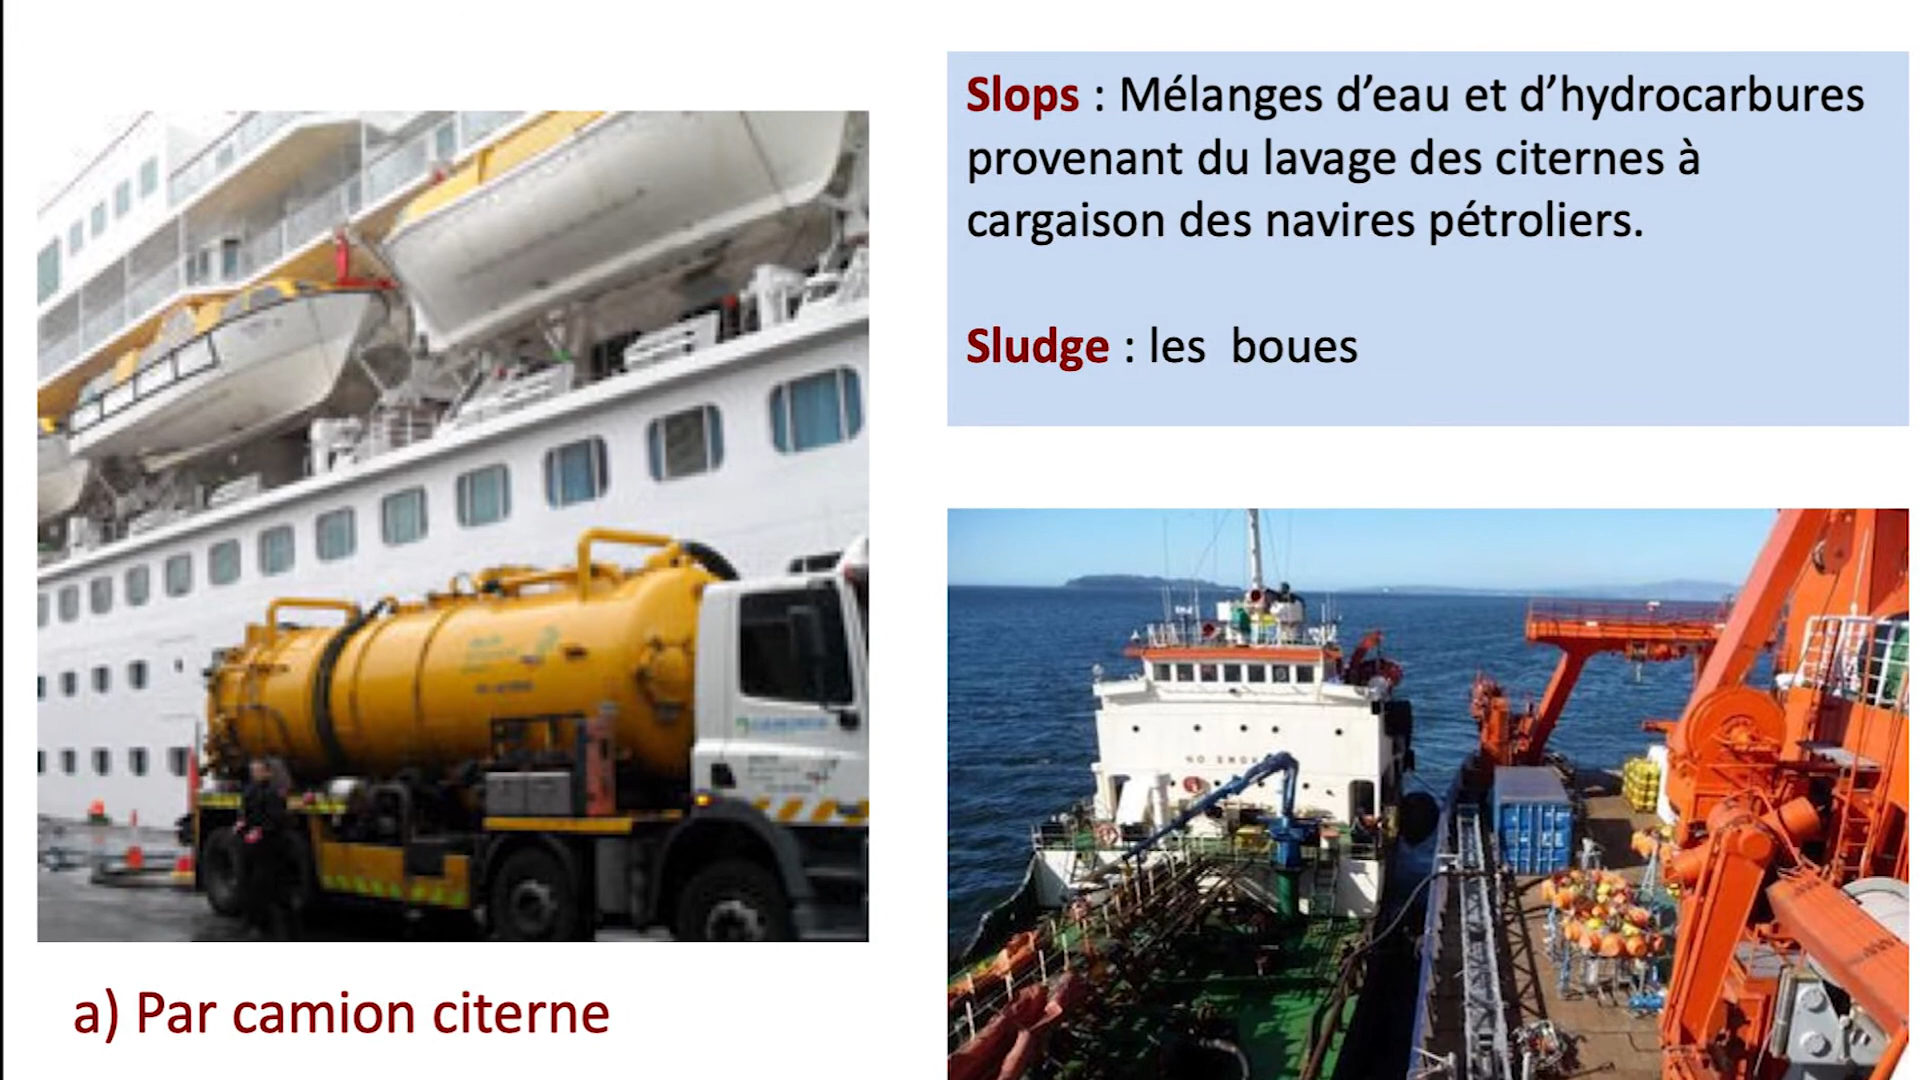 Slops : Mélanges d’eau et d’hydrocarbures
provenant du lavage des citernes à
cargaison des navires pétroliers.
Sludge : les  boues
a) Par camion citerne